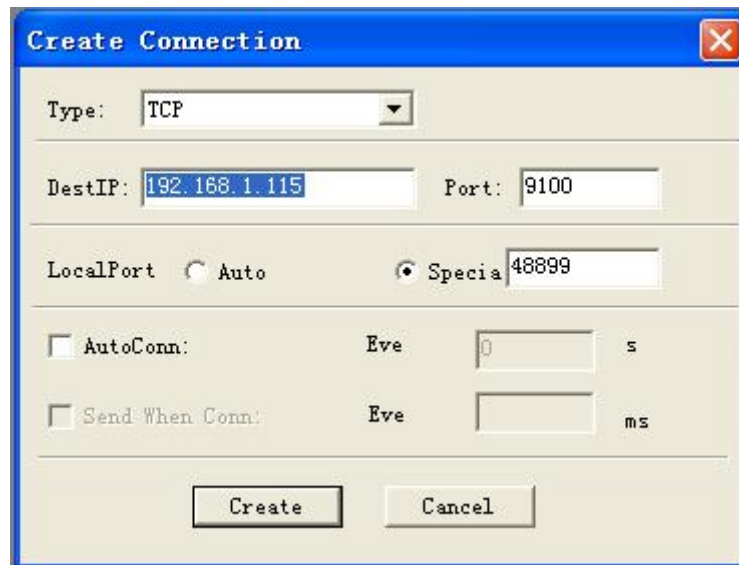 Create Connection
Type: TCP
DestIP: 192.168.1.115 Port: 9100
LocalPort Auto Specia 48899
AutoConn: Eve 0 s
Send When Conn: Eve ms
Create Cancel